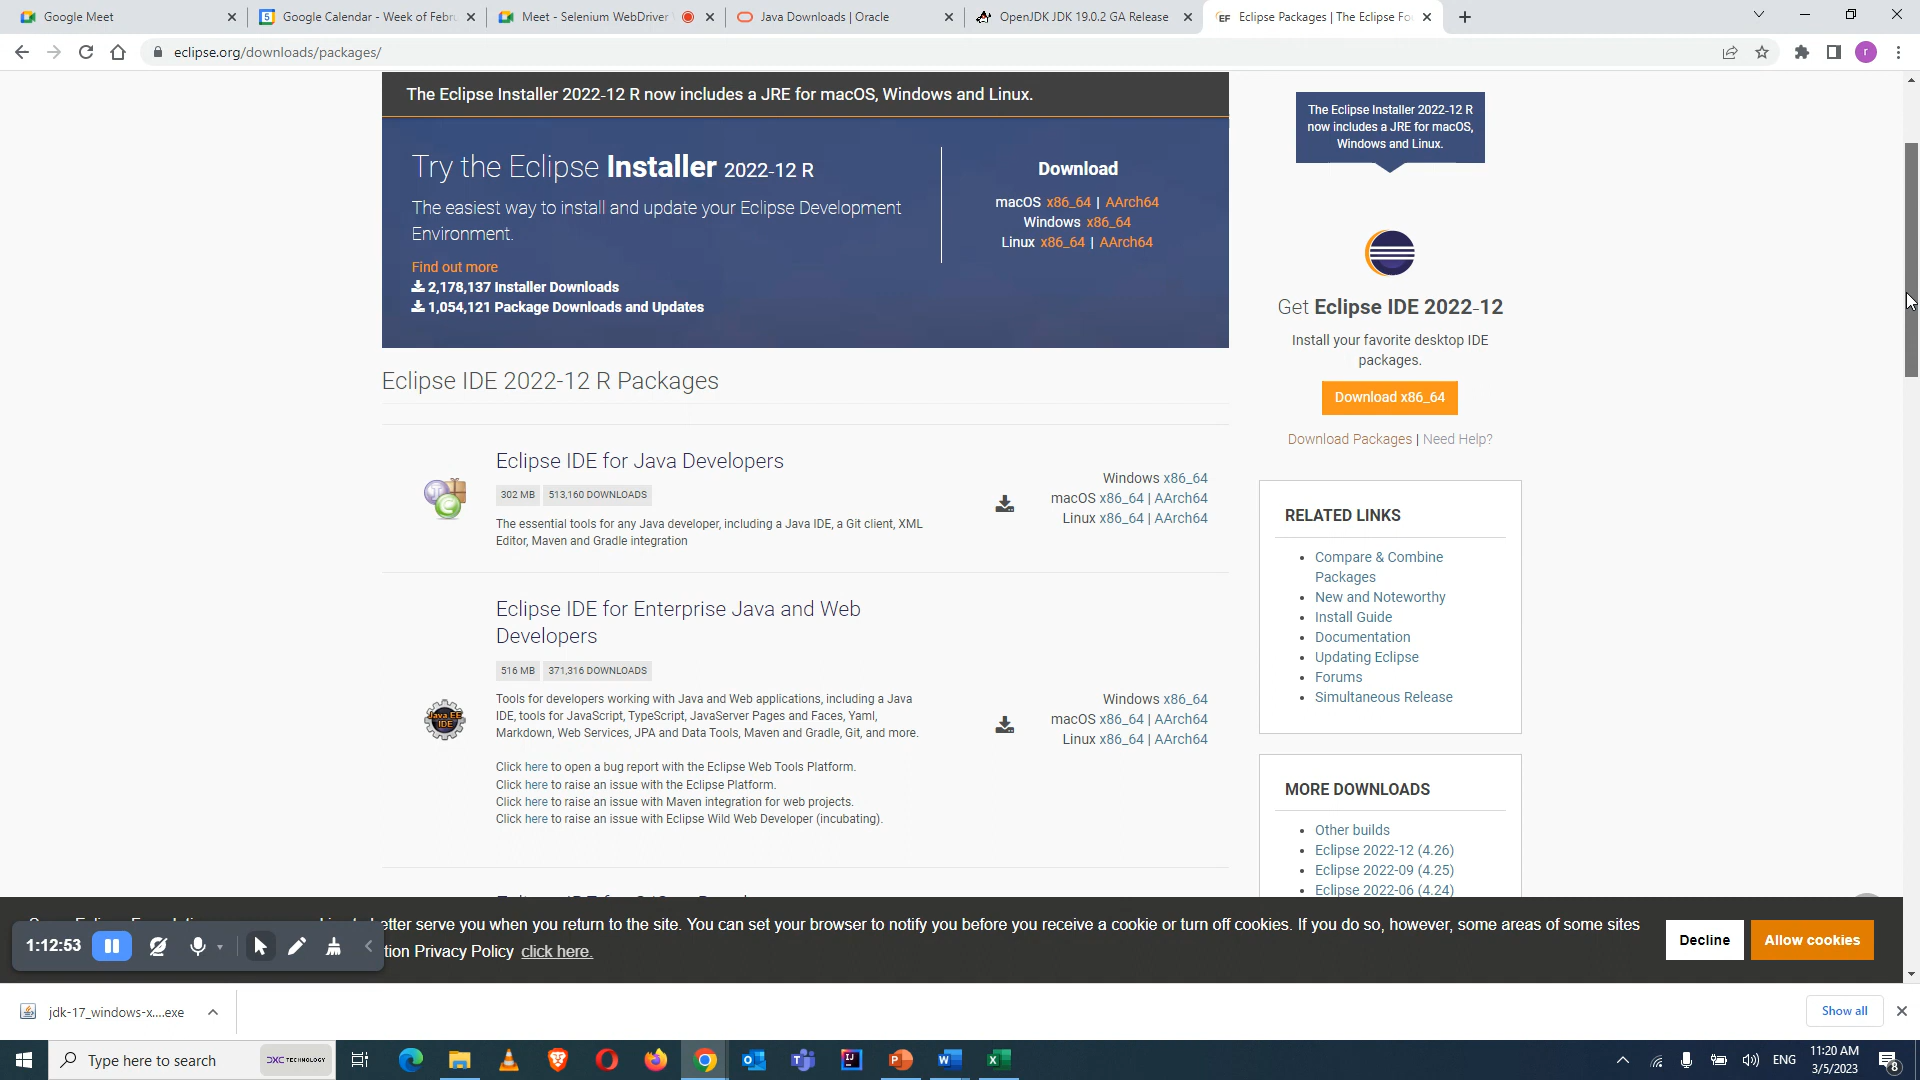 Google Meet
Google Calendar - Week of Febru
Meet - Selenium WebDriver
Java Downloads | Oracle
OpenJDK JDK 19.0.2 GA Release
EF Eclipse Packages | The Eclipse Fo
eclipse.org/downloads/packages/
r
The Eclipse Installer 2022-12 R now includes a JRE for macOS, Windows and Linux.
Try the Eclipse Installer 2022-12 R
The easiest way to install and update your Eclipse Development
Environment.
Find out more
2,178,137 Installer Downloads
1,054,121 Package Downloads and Updates
Download
macOS x86_64 | AArch64
Windows x86_64
Linux x86_64 | AArch64
The Eclipse Installer 2022-12 R
now includes a JRE for macOS,
Windows and Linux.
Get Eclipse IDE 2022-12
Install your favorite desktop IDE
packages.
Download x86_64
Download Packages | Need Help?
Eclipse IDE 2022-12 R Packages
Eclipse IDE for Java Developers
302 MB 513,160 DOWNLOADS
The essential tools for any Java developer, including a Java IDE, a Git client, XML
Editor, Maven and Gradle integration
Windows x86_64
macOS x86_64 | AArch64
Linux x86_64 | AArch64
Eclipse IDE for Enterprise Java and Web
Developers
516 MB 371,316 DOWNLOADS
Java EE
IDE
Tools for developers working with Java and Web applications, including a Java
IDE, tools for JavaScript, TypeScript, JavaServer Pages and Faces, Yaml,
Markdown, Web Services, JPA and Data Tools, Maven and Gradle, Git, and more.
Click here to open a bug report with the Eclipse Web Tools Platform.
Click here to raise an issue with the Eclipse Platform.
Click here to raise an issue with Maven integration for web projects.
Click here to raise an issue with Eclipse Wild Web Developer (incubating).
Windows x86_64
macOS x86_64 | AArch64
Linux x86_64 | AArch64
RELATED LINKS
Compare & Combine
Packages
New and Noteworthy
Install Guide
Documentation
Updating Eclipse
Forums
Simultaneous Release
MORE DOWNLOADS
Other builds
Eclipse 2022-12 (4.26)
Eclipse 2022-09 (4.25)
Eclipse 2022-06 (4.24)
etter serve you when you return to the site. You can set your browser to notify you before you receive a cookie or turn off cookies. If you do so, however, some areas of some sites
tion Privacy Policy click here.
Decline
Allow cookies
1:12:53
jdk-17_windows-x....exe
Show all
Type here to search
DXC TECHNOLOGY
ENG
11:20 AM
3/5/2023
8